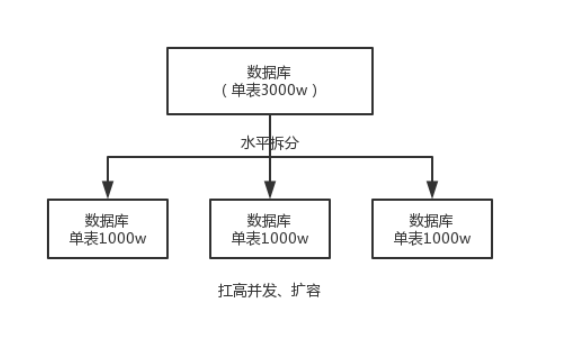 数据库
（单表3000w）
水平拆分
数据库
单表1000w
数据库
单表1000w
数据库
单表1000w
扛高并发、扩容